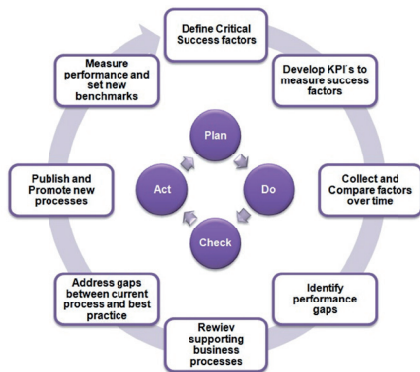 Define Critical
Success factors
Measure
performance and
set new
benchmarks
Develop KPI's to
measure success
factors
Plan
Publish and
Promote new
processes
Act
Do
Collect and
Compare factors
over time
Check
Address gaps
between current
process and best
practice
Identify
performance
gaps
Rewiev
supporting
business
processes